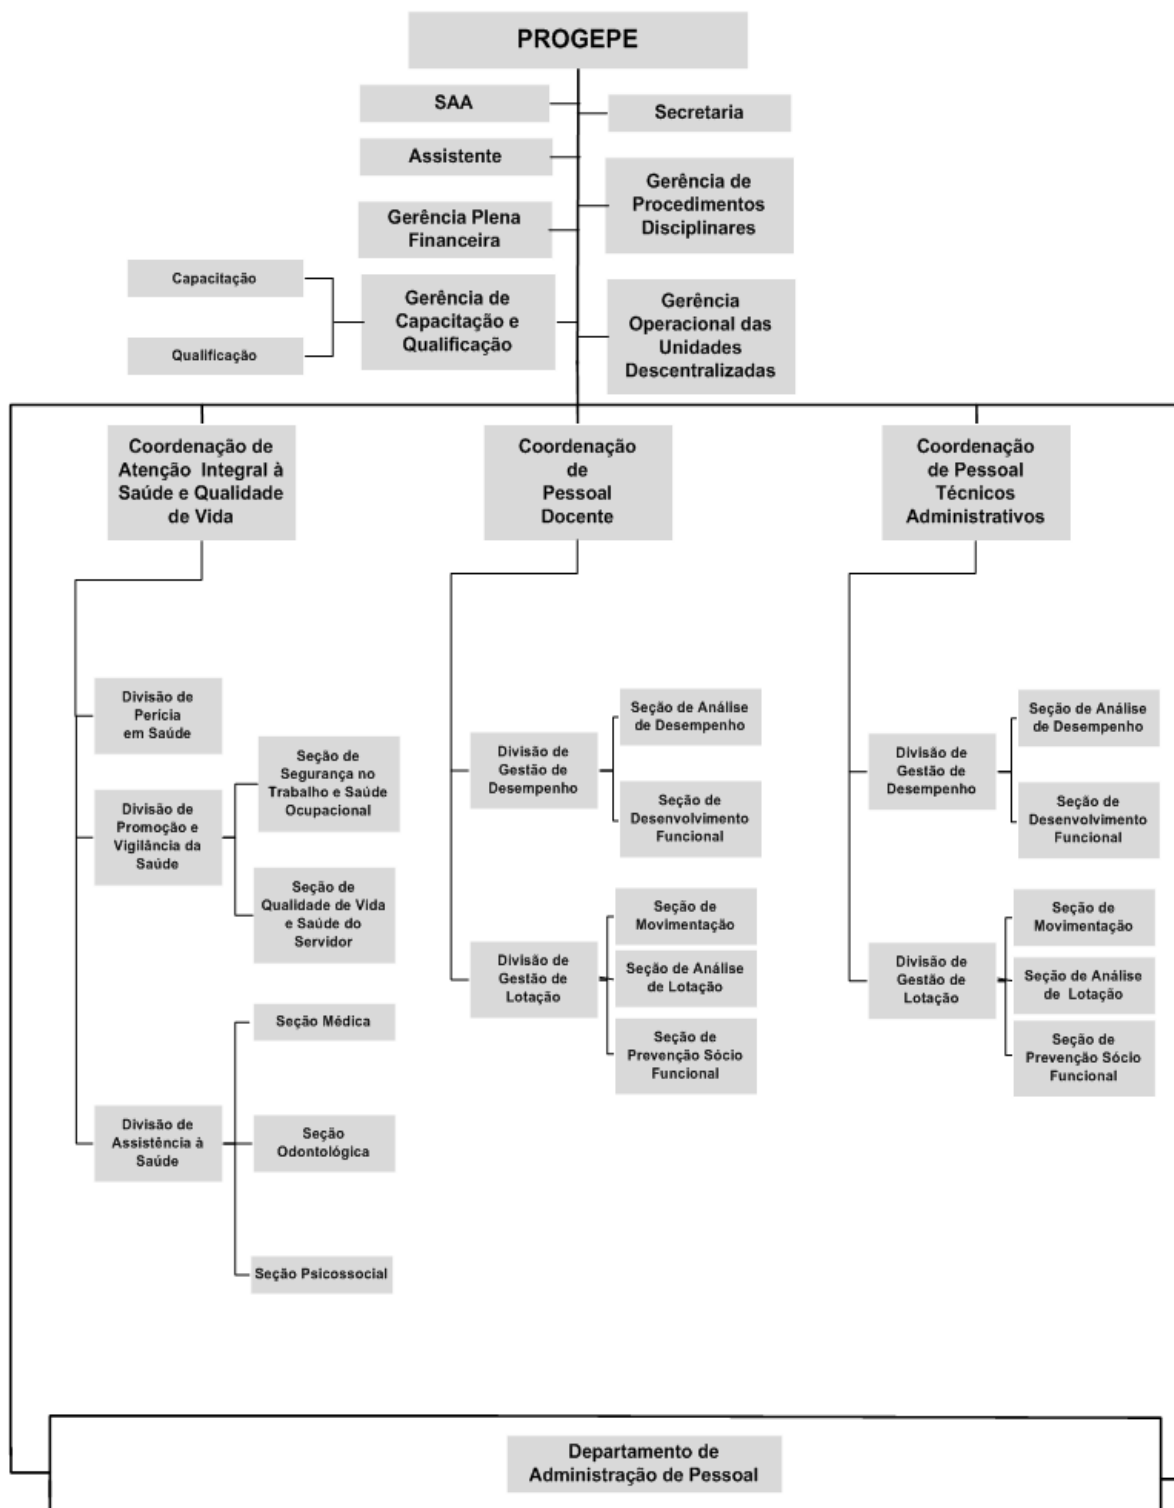 PROGEPE
SAA
Secretaria
Assistente
Gerência de
Procedimentos
Disciplinares
Gerência Plena
Financeira
Capacitação
Qualificação
Gerência de
Capacitação e
Qualificação
Gerência
Operacional das
Unidades
Descentralizadas
Coordenação de
Atenção Integral à
Saúde e Qualidade
de Vida
Divisão de
Perícia
em Saúde
Divisão de
Promoção e
Vigilância da
Saúde
Seção de
Segurança no
Trabalho e Saúde
Ocupacional
Seção de
Qualidade de Vida
e Saúde do
Servidor
Divisão de
Assistência à
Saúde
Seção Médica
Seção
Odontológica
Seção Psicossocial
Coordenação
de
Pessoal
Docente
Divisão de
Gestão de
Desempenho
Seção de Análise
de Desempenho
Seção de
Desenvolvimento
Funcional
Divisão de
Gestão de
Lotação
Seção de
Movimentação
Seção de Análise
de Lotação
Seção de
Prevenção Sócio
Funcional
Coordenação
de Pessoal
Técnicos
Administrativos
Divisão de
Gestão de
Desempenho
Seção de Análise
de Desempenho
Seção de
Desenvolvimento
Funcional
Divisão de
Gestão de
Lotação
Seção de
Movimentação
Seção de Análise
de Lotação
Seção de
Prevenção Sócio
Funcional
Departamento de
Administração de Pessoal